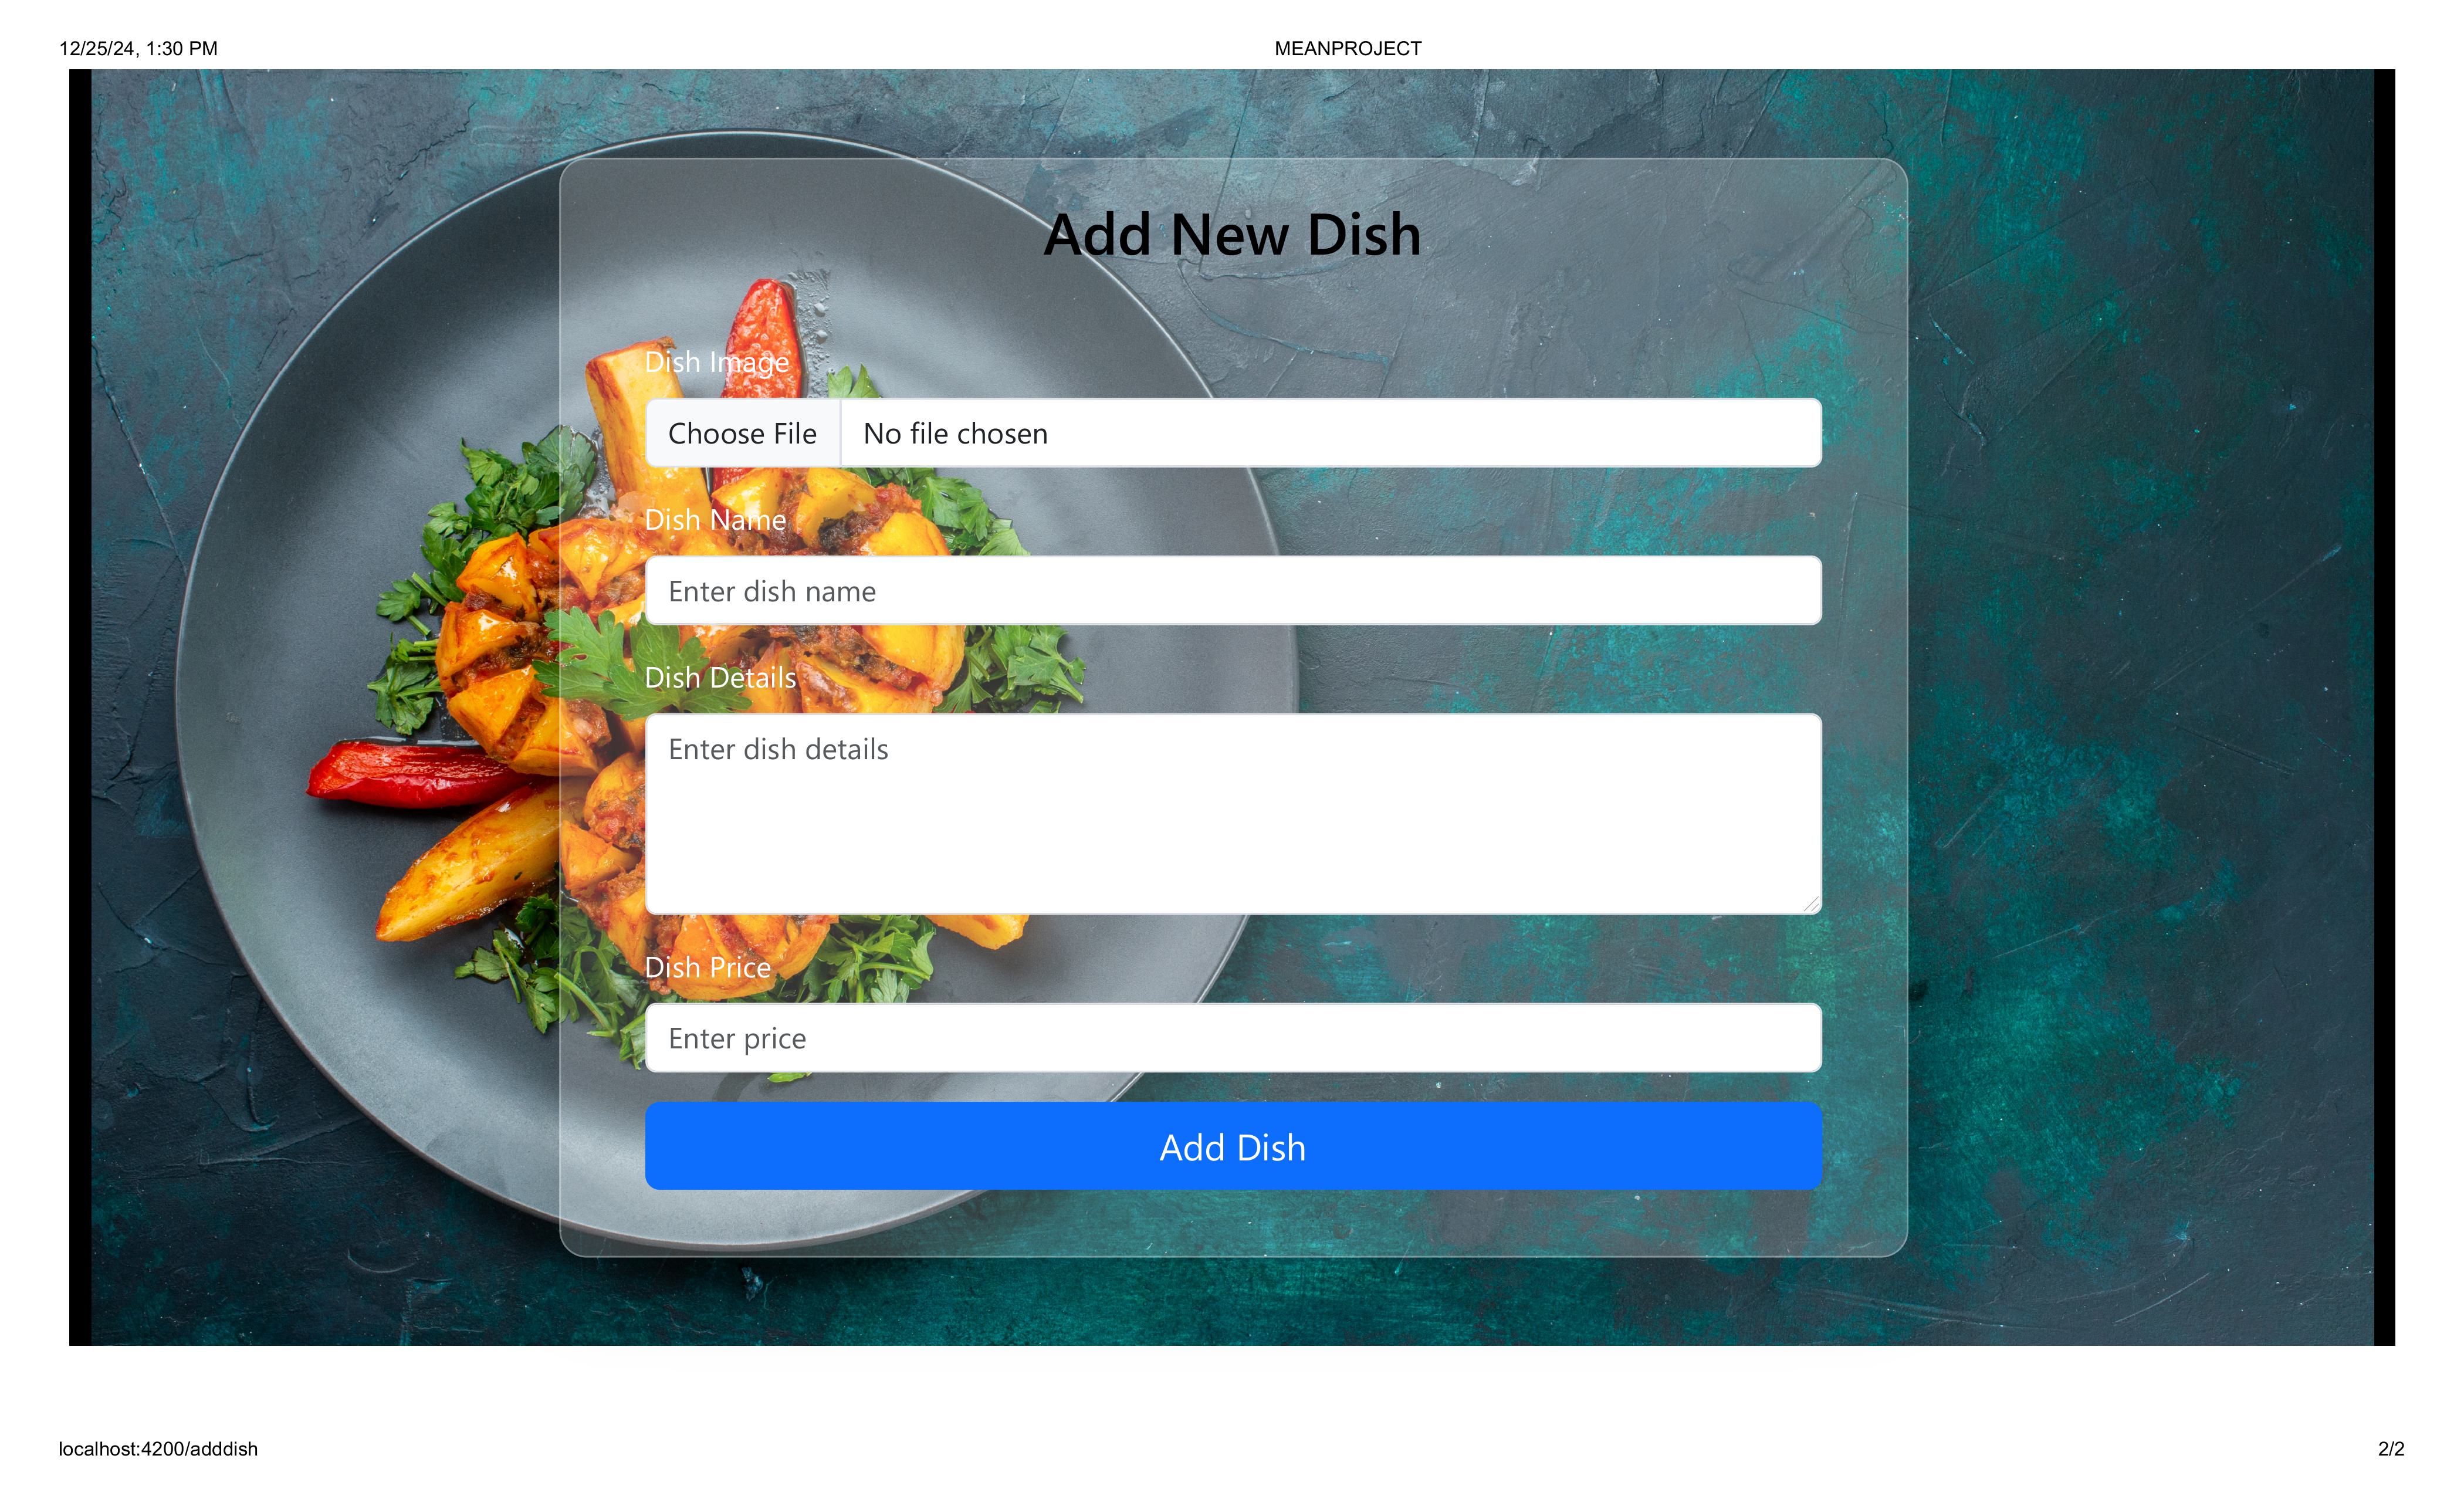 12/25/24, 1:30 PM
MEANPROJECT
Add New Dish
Dish Image
Choose File
No file chosen
Dish Name
Enter dish name
Dish Details
Enter dish details
Dish Price
Enter price
Add Dish
localhost:4200/adddish
2/2